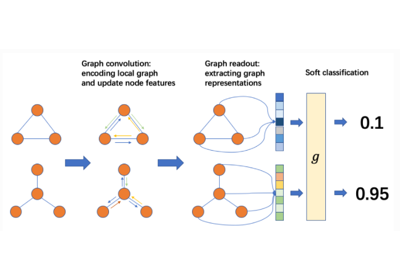 Graph convolution:
encoding local graph
and update node features
Graph readout:
extracting graph
representations
Soft classification
0.1
g
0.95